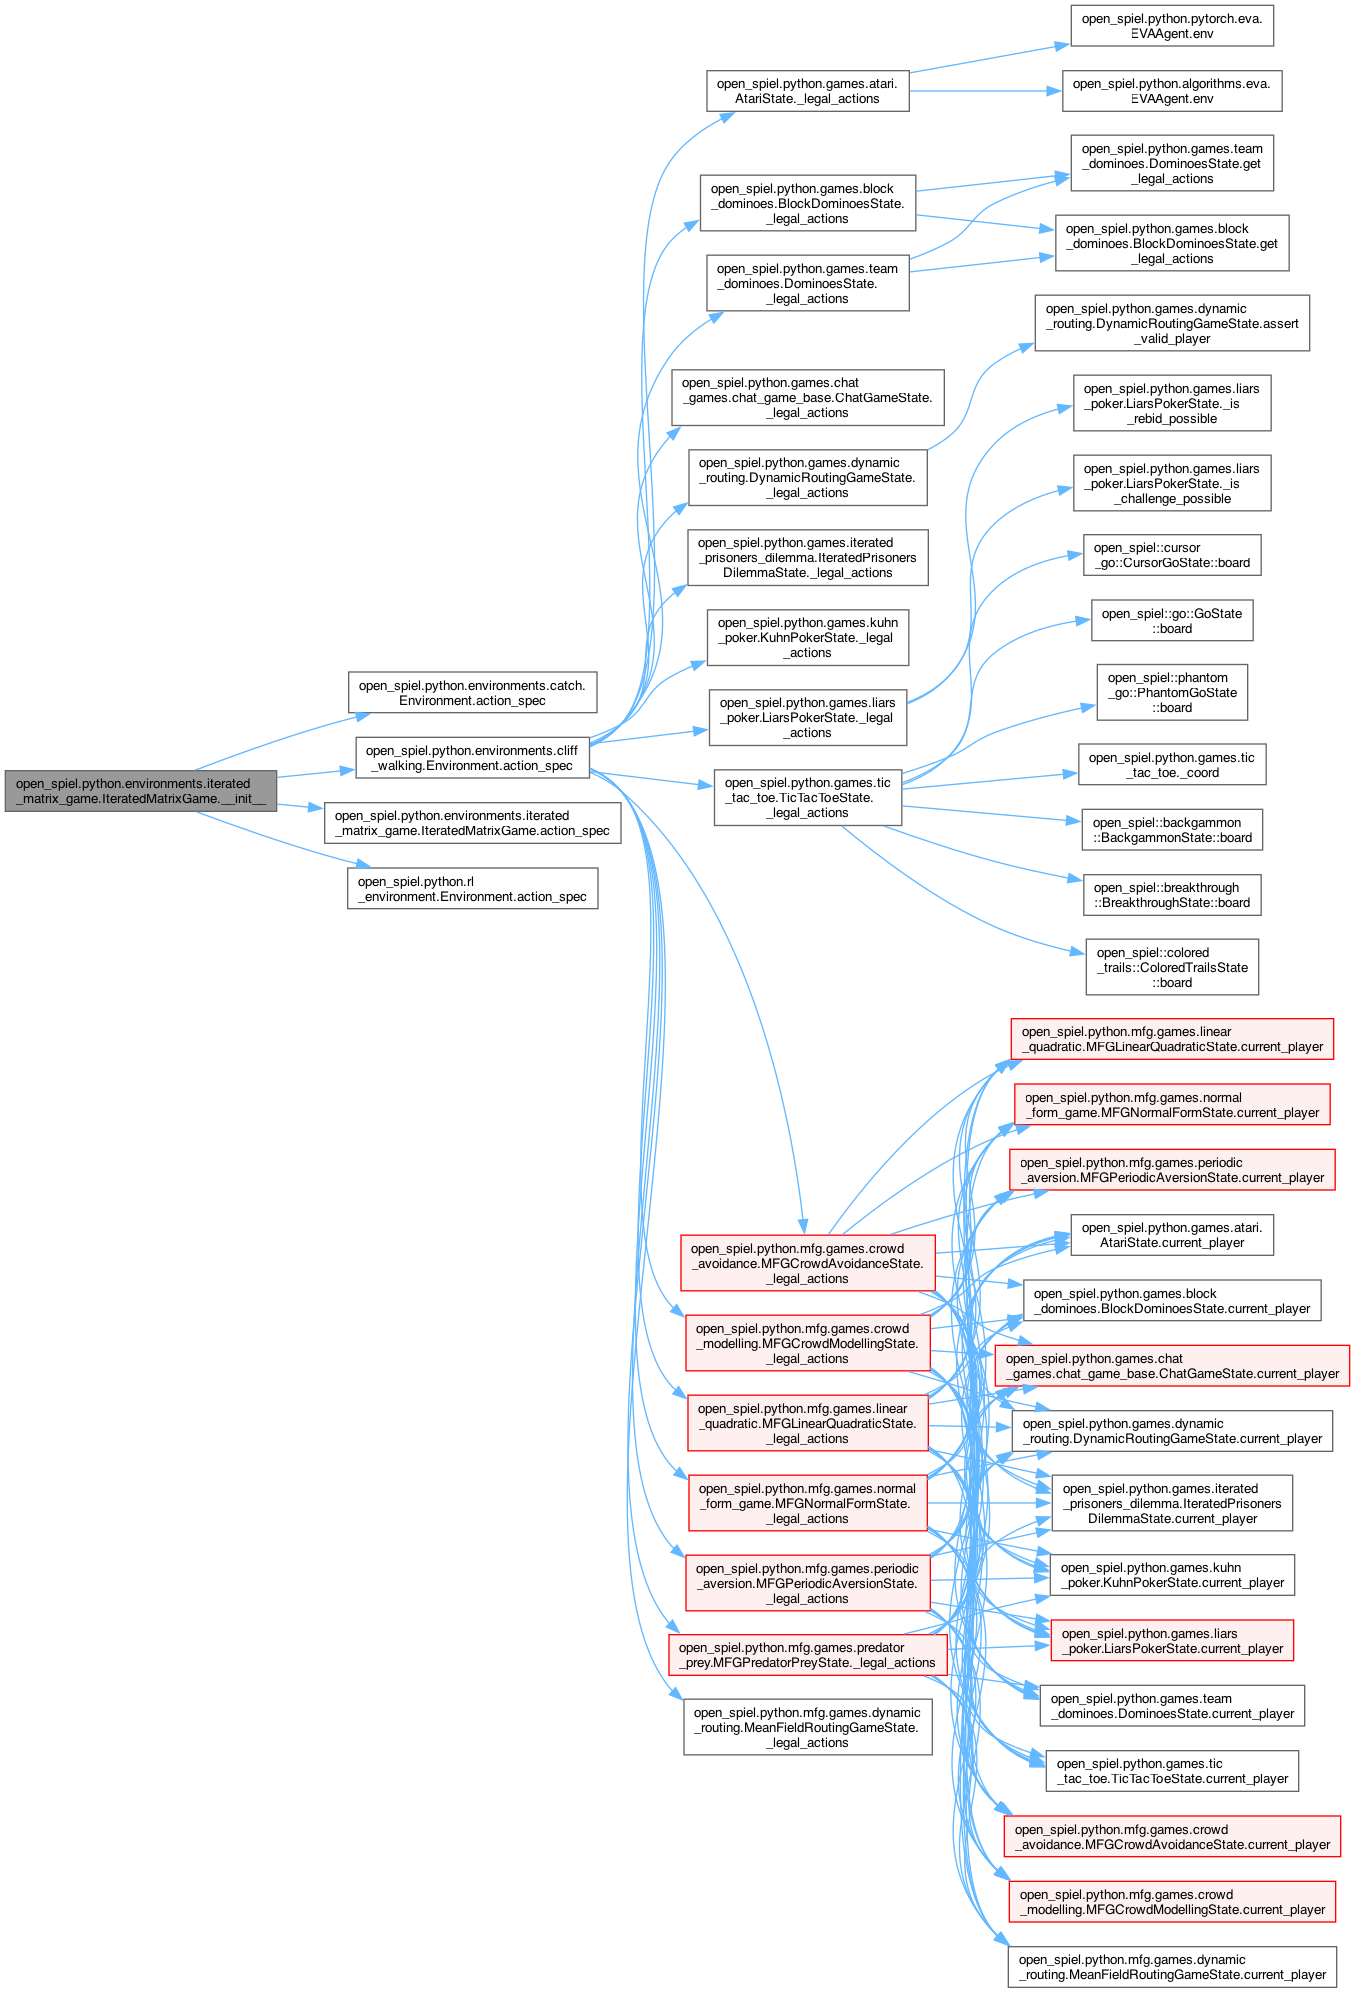 open_spiel.python.environments.iterated
_matrix_game.IteratedMatrixGame.__init__
open_spiel.python.environments.catch.
Environment.action_spec
open_spiel.python.environments.cliff
_walking.Environment.action_spec
open_spiel.python.environments.iterated
_matrix_game.IteratedMatrixGame.action_spec
open_spiel.python.rl
_environment.Environment.action_spec
open_spiel.python.games.atari.
AtariState._legal_actions
open_spiel.python.games.block
_dominoes.BlockDominoesState.
_legal_actions
open_spiel.python.games.team
_dominoes.DominoesState.
_legal_actions
open_spiel.python.games.chat
_games.chat_game_base.ChatGameState.
_legal_actions
open_spiel.python.games.dynamic
_routing.DynamicRoutingGameState.
_legal_actions
open_spiel.python.games.iterated
_prisoners_dilemma.IteratedPrisoners
DilemmaState._legal_actions
open_spiel.python.games.kuhn
_poker.KuhnPokerState._legal
_actions
open_spiel.python.games.liars
_poker.LiarsPokerState._legal
_actions
open_spiel.python.games.tic
_tac_toe.TicTacToeState.
_legal_actions
open_spiel.python.mfg.games.crowd
_avoidance.MFGCrowdAvoidanceState.
_legal_actions
open_spiel.python.mfg.games.crowd
_modelling.MFGCrowdModellingState.
_legal_actions
open_spiel.python.mfg.games.linear
_quadratic.MFGLinearQuadraticState.
_legal_actions
open_spiel.python.mfg.games.normal
_form_game.MFGNormalFormState.
_legal_actions
open_spiel.python.mfg.games.periodic
_aversion.MFGPeriodicAversionState.
_legal_actions
open_spiel.python.mfg.games.predator
_prey.MFGPredatorPreyState._legal_actions
open_spiel.python.mfg.games.dynamic
_routing.MeanFieldRoutingGameState.
_legal_actions
open_spiel.python.pytorch.eva.
EVAAgent.env
open_spiel.python.algorithms.eva.
EVAAgent.env
open_spiel.python.games.team
_dominoes.DominoesState.get
_legal_actions
open_spiel.python.games.block
_dominoes.BlockDominoesState.get
_legal_actions
open_spiel.python.games.dynamic
_routing.DynamicRoutingGameState.assert
_valid_player
open_spiel.python.games.liars
_poker.LiarsPokerState._is
_rebid_possible
open_spiel.python.games.liars
_poker.LiarsPokerState._is
_challenge_possible
open_spiel::cursor
_go::CursorGoState::board
open_spiel::go::GoState
::board
open_spiel::phantom
_go::PhantomGoState
::board
open_spiel.python.games.tic
_tac_toe._coord
open_spiel::backgammon
::BackgammonState::board
open_spiel::breakthrough
::BreakthroughState::board
open_spiel::colored
_trails::ColoredTrailsState
::board
open_spiel.python.mfg.games.linear
_quadratic.MFGLinearQuadraticState.current_player
open_spiel.python.mfg.games.normal
_form_game.MFGNormalFormState.current_player
open_spiel.python.mfg.games.periodic
_aversion.MFGPeriodicAversionState.current_player
open_spiel.python.games.atari.
AtariState.current_player
open_spiel.python.games.block
_dominoes.BlockDominoesState.current_player
open_spiel.python.games.chat
_games.chat_game_base.ChatGameState.current_player
open_spiel.python.games.dynamic
_routing.DynamicRoutingGameState.current_player
open_spiel.python.games.iterated
_prisoners_dilemma.IteratedPrisoners
DilemmaState.current_player
open_spiel.python.games.kuhn
_poker.KuhnPokerState.current_player
open_spiel.python.games.liars
_poker.LiarsPokerState.current_player
open_spiel.python.games.team
_dominoes.DominoesState.current_player
open_spiel.python.games.tic
_tac_toe.TicTacToeState.current_player
open_spiel.python.mfg.games.crowd
_avoidance.MFGCrowdAvoidanceState.current_player
open_spiel.python.mfg.games.crowd
_modelling.MFGCrowdModellingState.current_player
open_spiel.python.mfg.games.dynamic
_routing.MeanFieldRoutingGameState.current_player